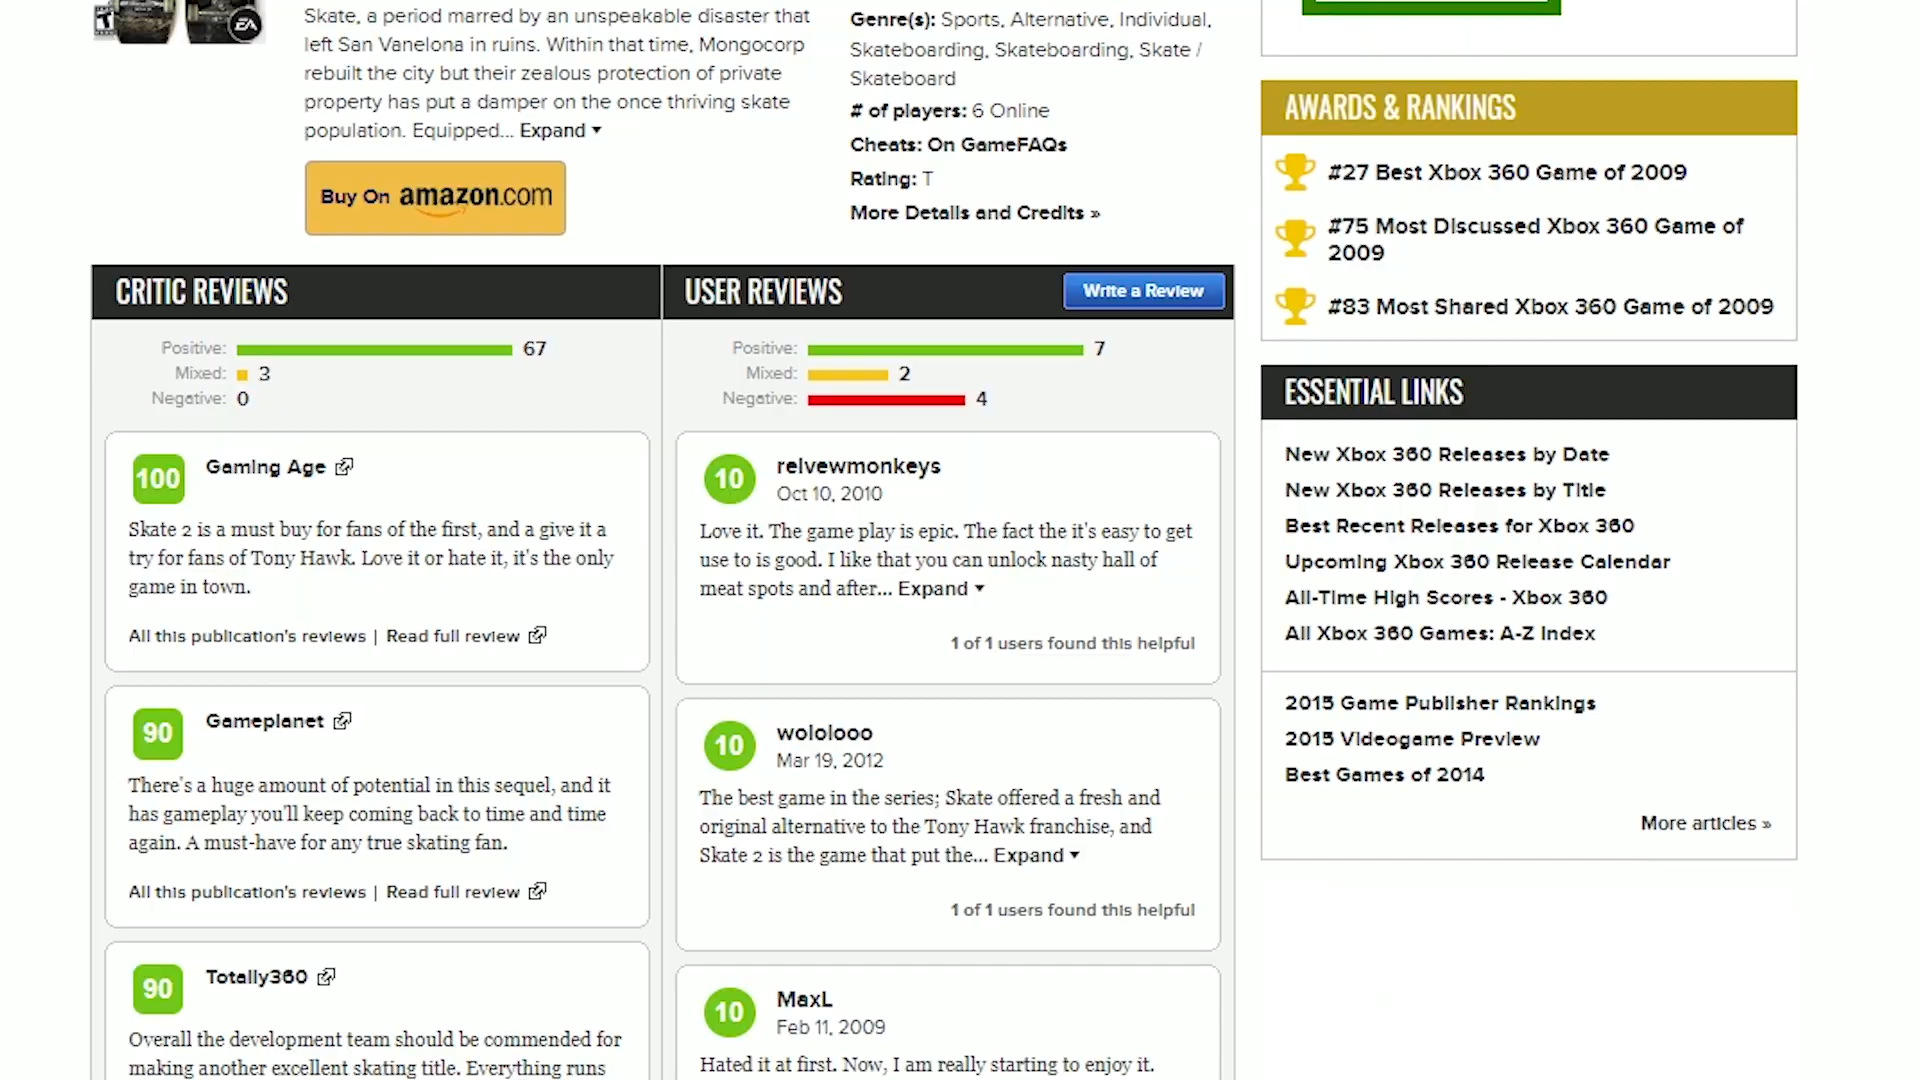 T
EA
Skate, a period marred by an unspeakable disaster that
left San Vanelona in ruins. Within that time, Mongocorp
rebuilt the city but their zealous protection of private
property has put a damper on the once thriving skate
population. Equipped... Expand
Buy On amazon.com
Genre(s): Sports, Alternative, Individual,
Skateboarding, Skateboarding, Skate /
Skateboard
# of players: 6 Online
Cheats: On GameFAQs
Rating: T
More Details and Credits »
CRITIC REVIEWS
Positive: 67
Mixed: 3
Negative: 0
100 Gaming Age
Skate 2 is a must buy for fans of the first, and a give it a
try for fans of Tony Hawk. Love it or hate it, it's the only
game in town.
All this publication's reviews | Read full review
90 Gameplanet
There's a huge amount of potential in this sequel, and it
has gameplay you'll keep coming back to time and time
again. A must-have for any true skating fan.
All this publication's reviews | Read full review
90 Totally360
Overall the development team should be commended for
making another excellent skating title. Everything runs
USER REVIEWS
Write a Review
Positive: 7
Mixed: 2
Negative: 4
10 reivewmonkeys
Oct 10, 2010
Love it. The game play is epic. The fact the it's easy to get
use to is good. I like that you can unlock nasty hall of
meat spots and after... Expand
1 of 1 users found this helpful
10 wololooo
Mar 19, 2012
The best game in the series; Skate offered a fresh and
original alternative to the Tony Hawk franchise, and
Skate 2 is the game that put the... Expand
1 of 1 users found this helpful
10 MaxL
Feb 11, 2009
Hated it at first. Now, I am really starting to enjoy it.
AWARDS & RANKINGS
#27 Best Xbox 360 Game of 2009
#75 Most Discussed Xbox 360 Game of
2009
#83 Most Shared Xbox 360 Game of 2009
ESSENTIAL LINKS
New Xbox 360 Releases by Date
New Xbox 360 Releases by Title
Best Recent Releases for Xbox 360
Upcoming Xbox 360 Release Calendar
All-Time High Scores - Xbox 360
All Xbox 360 Games: A-Z Index
2015 Game Publisher Rankings
2015 Videogame Preview
Best Games of 2014
More articles »